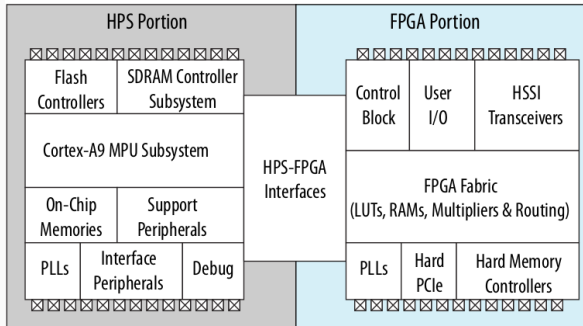 HPS Portion
Flash
Controllers
SDRAM Controller
Subsystem
Cortex-A9 MPU Subsystem
On-Chip
Memories
Support
Peripherals
PLLs
Interface
Peripherals
Debug
HPS-FPGA
Interfaces
FPGA Portion
Control
Block
User
I/O
HSSI
Transceivers
FPGA Fabric
(LUTs, RAMs, Multipliers & Routing)
PLLs
Hard
PCIe
Hard Memory
Controllers